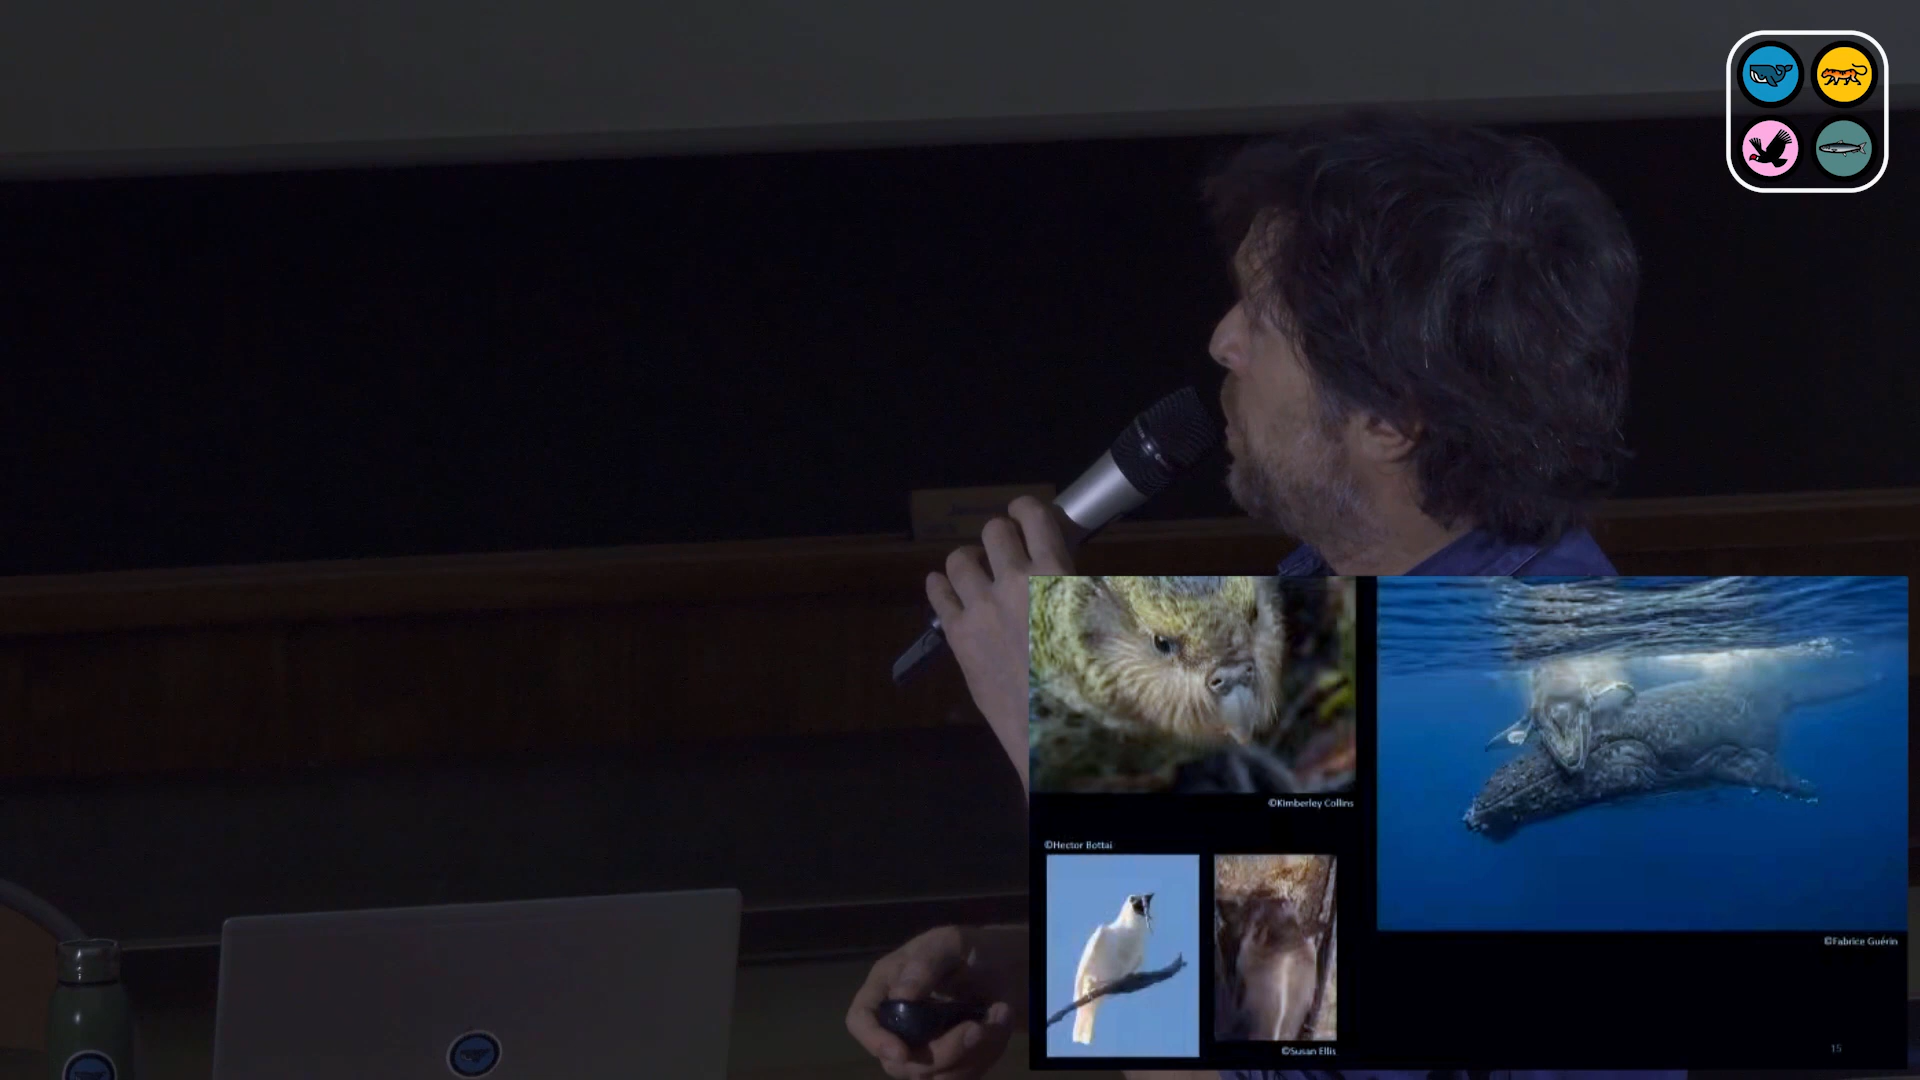 ©Kimberley Collins
©Hector Bottai
©Fabrice Guérin
©Susan Ellis
15